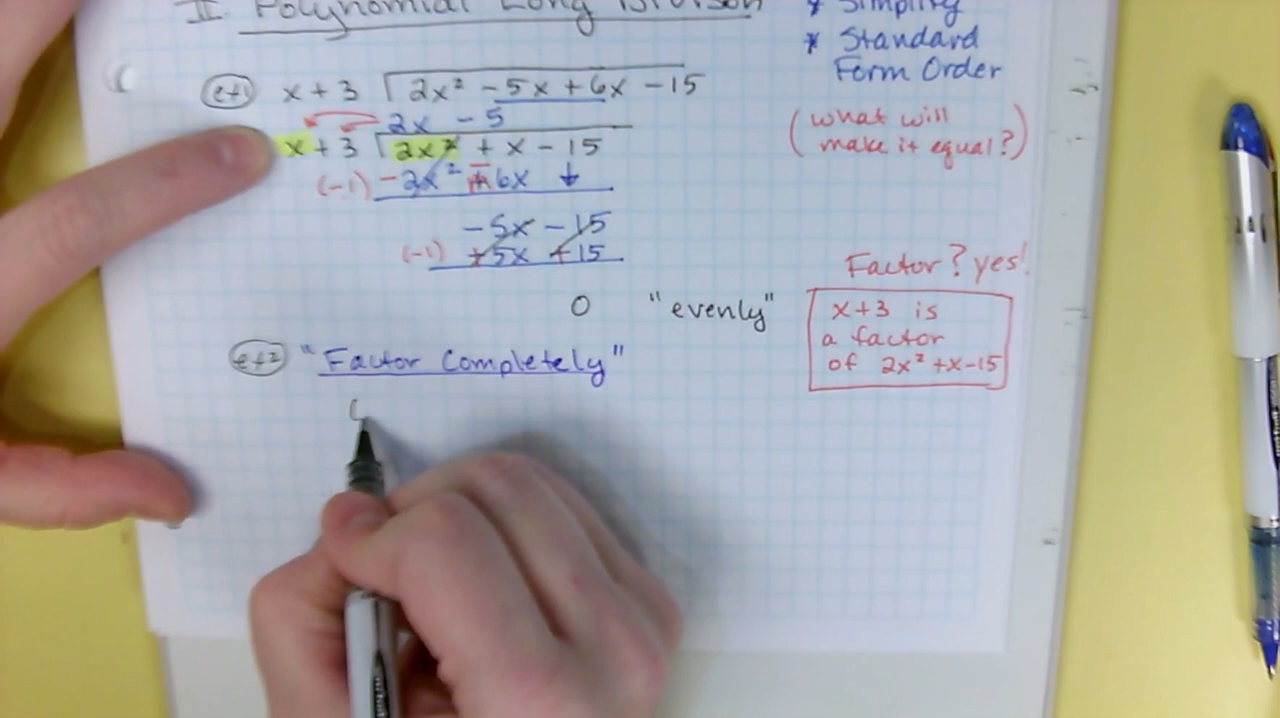 II Polynomial Long Division
* Simplify
* Standard
Form Order
ex1 x + 3 2x² - 5x + 6x - 15
(what will
make it equal?)
2x - 5
x + 3 2x² + x - 15
(-1) - 2x² + 6x ↓
- 5x - 15
(-1) + 5x + 15
0 "evenly"
Factor? yes!
x+3 is
a factor
of 2x² + x - 15
ex2 "Factor Completely"
(